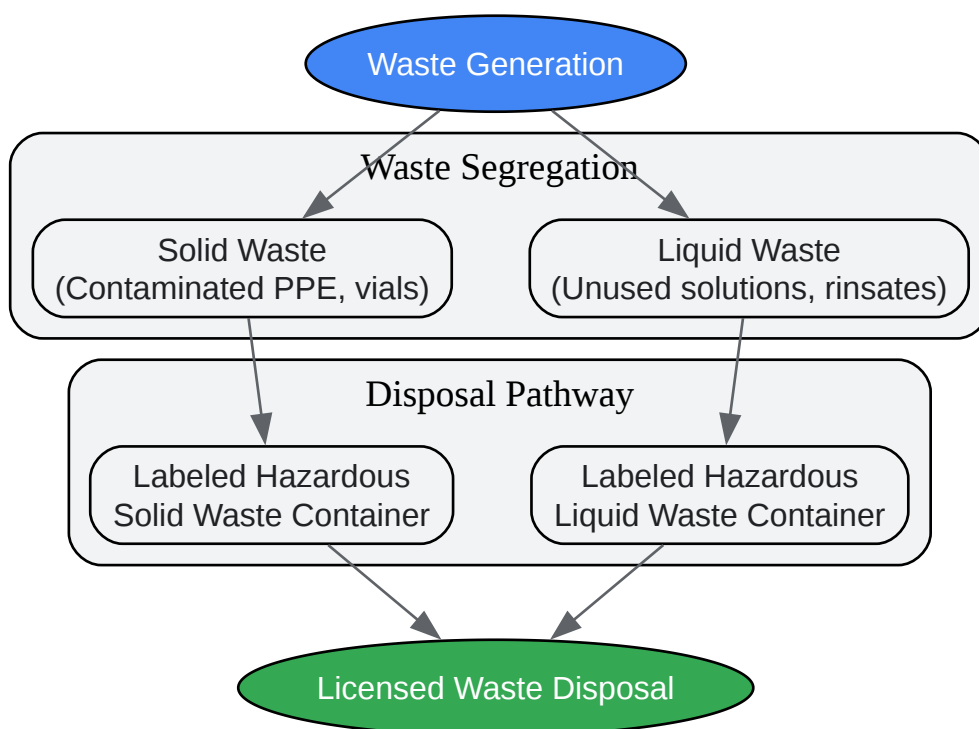 Waste Generation
Waste Segregation
Solid Waste
(Contaminated PPE, vials)
Liquid Waste
(Unused solutions, rinsates)
Disposal Pathway
Labeled Hazardous
Solid Waste Container
Labeled Hazardous
Liquid Waste Container
Licensed Waste Disposal